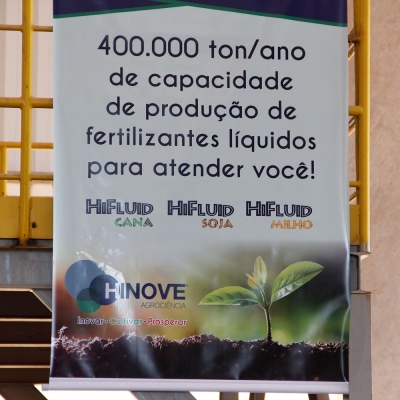 400.000 ton/ano
de capacidade
de produção de
fertilizantes líquidos
para atender você!
HIFLUID HIFLUID HIFLUID
CANA SOJA MILHO
HINOVE
AGROCIÊNCIA
Inovar • Cultivar • Prosperar